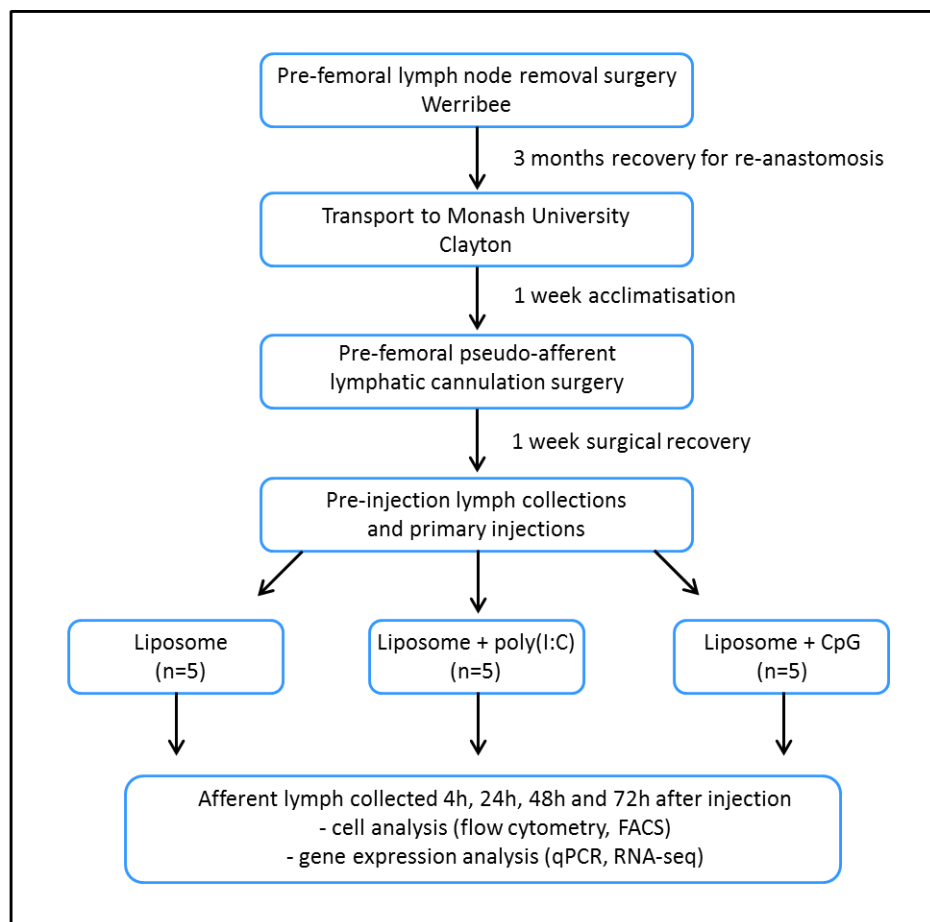 Pre-femoral lymph node removal surgery
Werribee
3 months recovery for re-anastomosis
Transport to Monash University
Clayton
1 week acclimatisation
Pre-femoral pseudo-afferent
lymphatic cannulation surgery
1 week surgical recovery
Pre-injection lymph collections
and primary injections
Liposome
(n=5)
Liposome + poly(I:C)
(n=5)
Liposome + CpG
(n=5)
Afferent lymph collected 4h, 24h, 48h and 72h after injection
- cell analysis (flow cytometry, FACS)
- gene expression analysis (qPCR, RNA-seq)